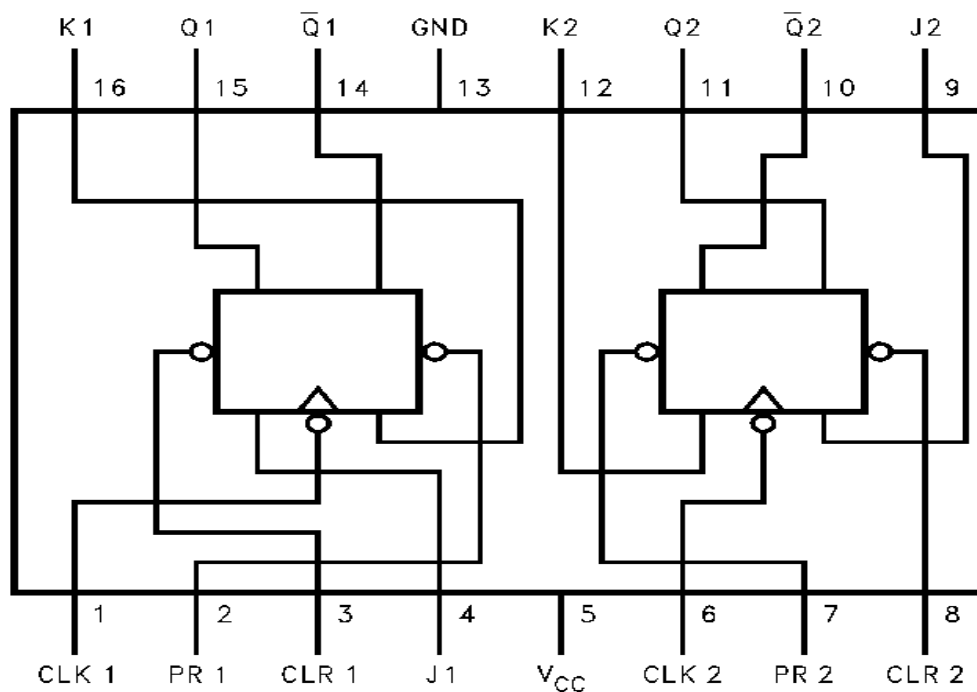 K1 Q1 Q̅1 GND K2 Q2 Q̅2 J2
16 15 14 13 12 11 10 9
1 2 3 4 5 6 7 8
CLK 1 PR 1 CLR 1 J1 VCC CLK 2 PR 2 CLR 2